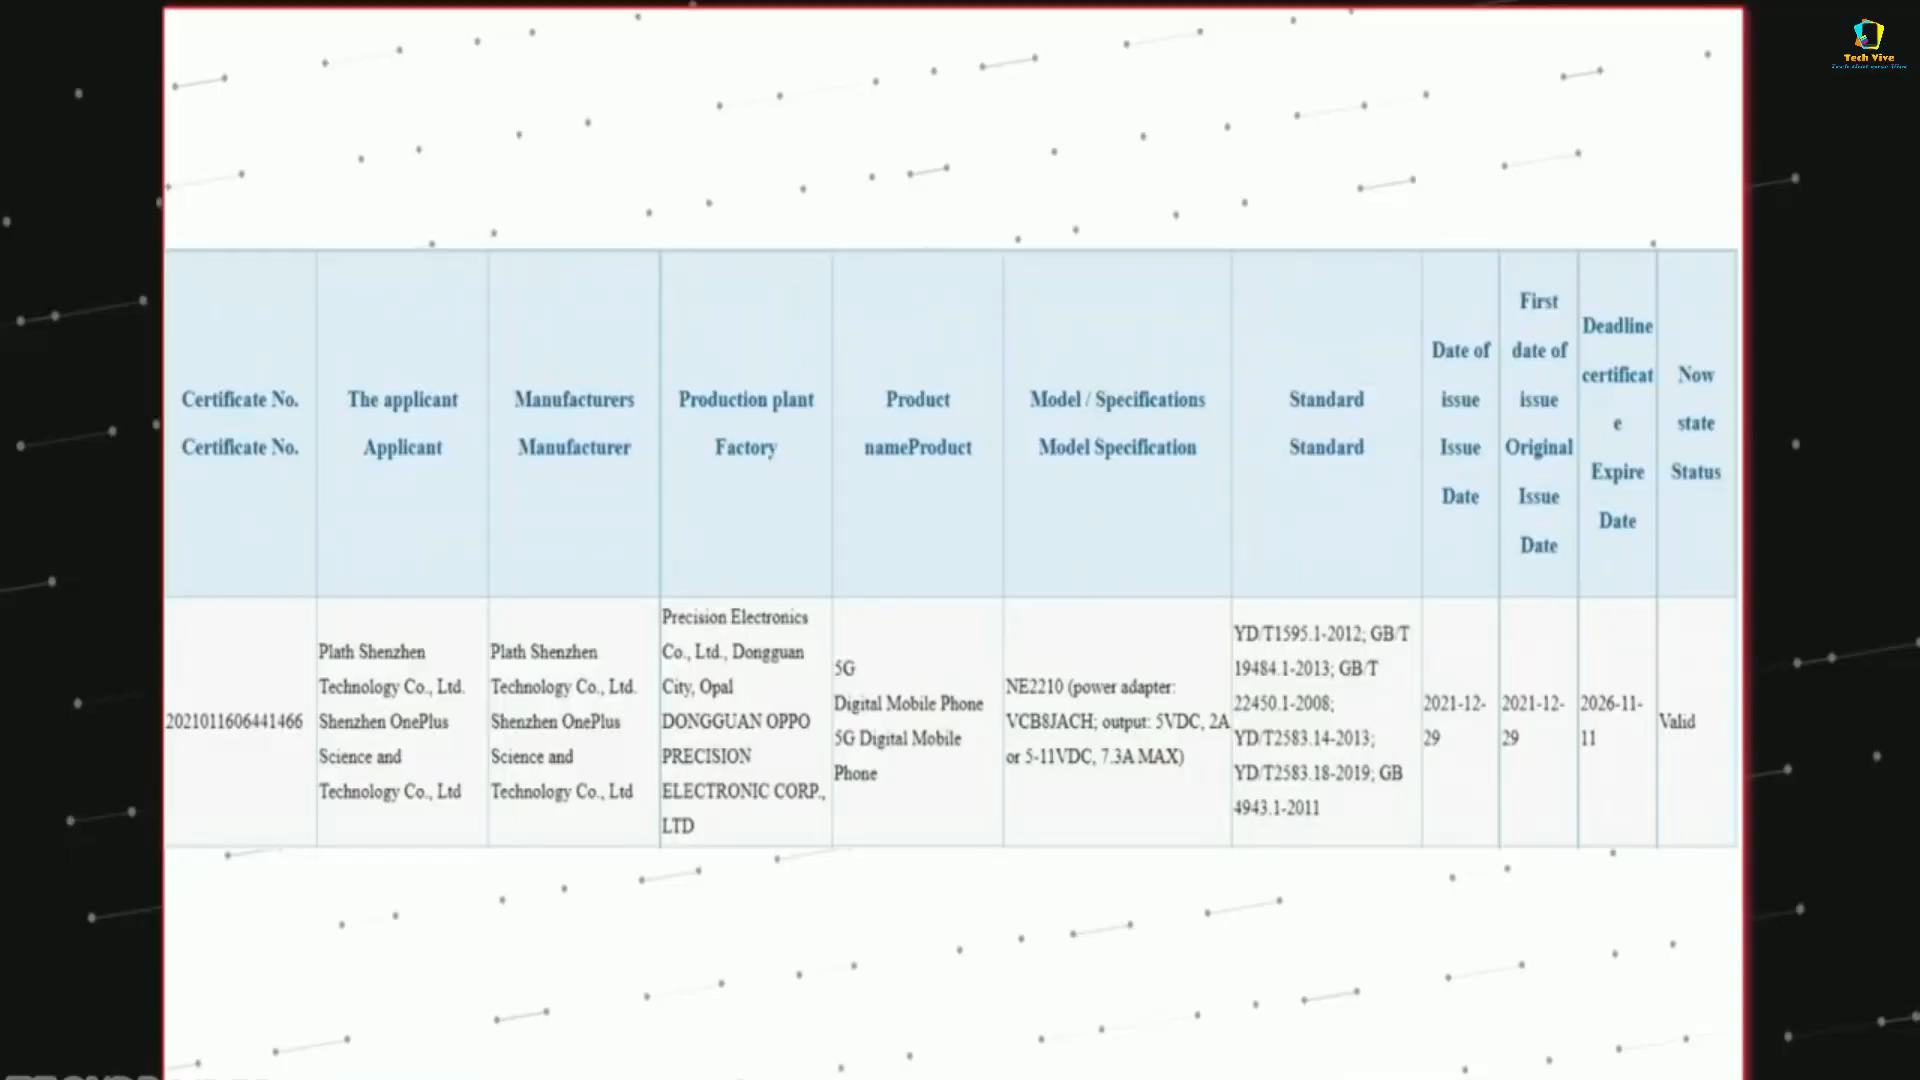 Tech Vive
Certificate No.
Certificate No.
The applicant
Applicant
Manufacturers
Manufacturer
Production plant
Factory
Product
nameProduct
Model / Specifications
Model Specification
Standard
Standard
Date of
issue
Issue
Date
First
date of
issue
Original
Issue
Date
Deadline
certificat
e
Expire
Date
Now
state
Status
2021011606441466
Plath Shenzhen
Technology Co., Ltd.
Shenzhen OnePlus
Science and
Technology Co., Ltd
Plath Shenzhen
Technology Co., Ltd.
Shenzhen OnePlus
Science and
Technology Co., Ltd
Precision Electronics
Co., Ltd., Dongguan
City, Opal
DONGGUAN OPPO
PRECISION
ELECTRONIC CORP.,
LTD
5G
Digital Mobile Phone
5G Digital Mobile
Phone
NE2210 (power adapter:
VCB8JACH; output: 5VDC, 2A
or 5-11VDC, 7.3A MAX)
YD/T1595.1-2012; GB/T
19484.1-2013; GB/T
22450.1-2008;
YD/T2583.14-2013;
YD/T2583.18-2019; GB
4943.1-2011
2021-12-
29
2021-12-
29
2026-11-
11
Valid